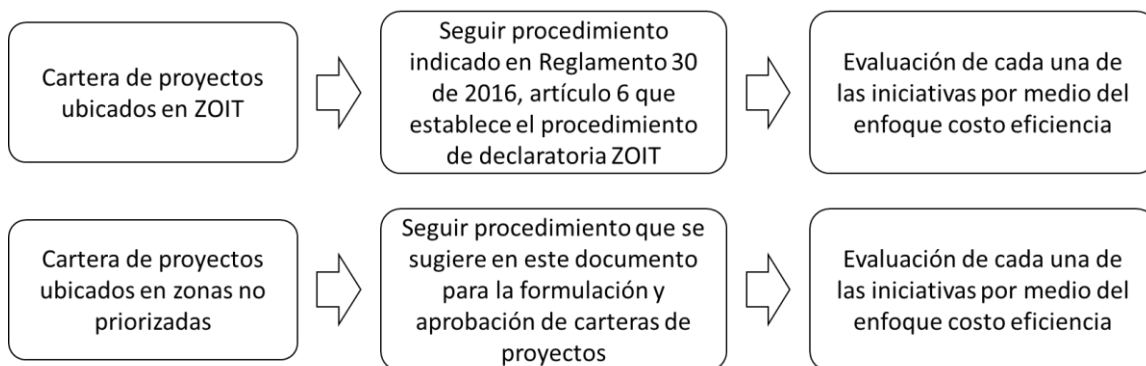 Cartera de proyectos
ubicados en ZOIT
Seguir procedimiento
indicado en Reglamento 30
de 2016, artículo 6 que
establece el procedimiento
de declaratoria ZOIT
Evaluación de cada una de
las iniciativas por medio del
enfoque costo eficiencia
Cartera de proyectos
ubicados en zonas no
priorizadas
Seguir procedimiento que se
sugiere en este documento
para la formulación y
aprobación de carteras de
proyectos
Evaluación de cada una de
las iniciativas por medio del
enfoque costo eficiencia